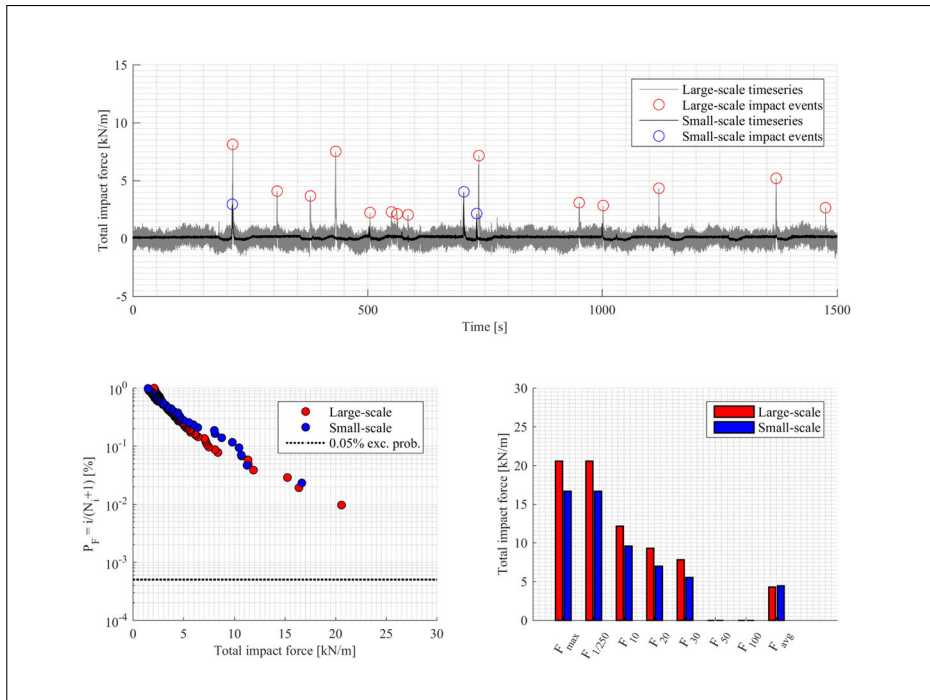 15
10
5
0
-5
Total impact force [kN/m]
Large-scale timeseries
Large-scale impact events
Small-scale timeseries
Small-scale impact events
0
500
1000
1500
Time [s]
10^0
10^-1
10^-2
10^-3
10^-4
P_F = i/(N_i+1) [%]
Large-scale
Small-scale
0.05% exc. prob.
0
5
10
15
20
25
30
Total impact force [kN/m]
30
25
20
15
10
5
0
Total impact force [kN/m]
Large-scale
Small-scale
F_max
F_1/250
F_10
F_20
F_30
F_50
F_100
F_avg